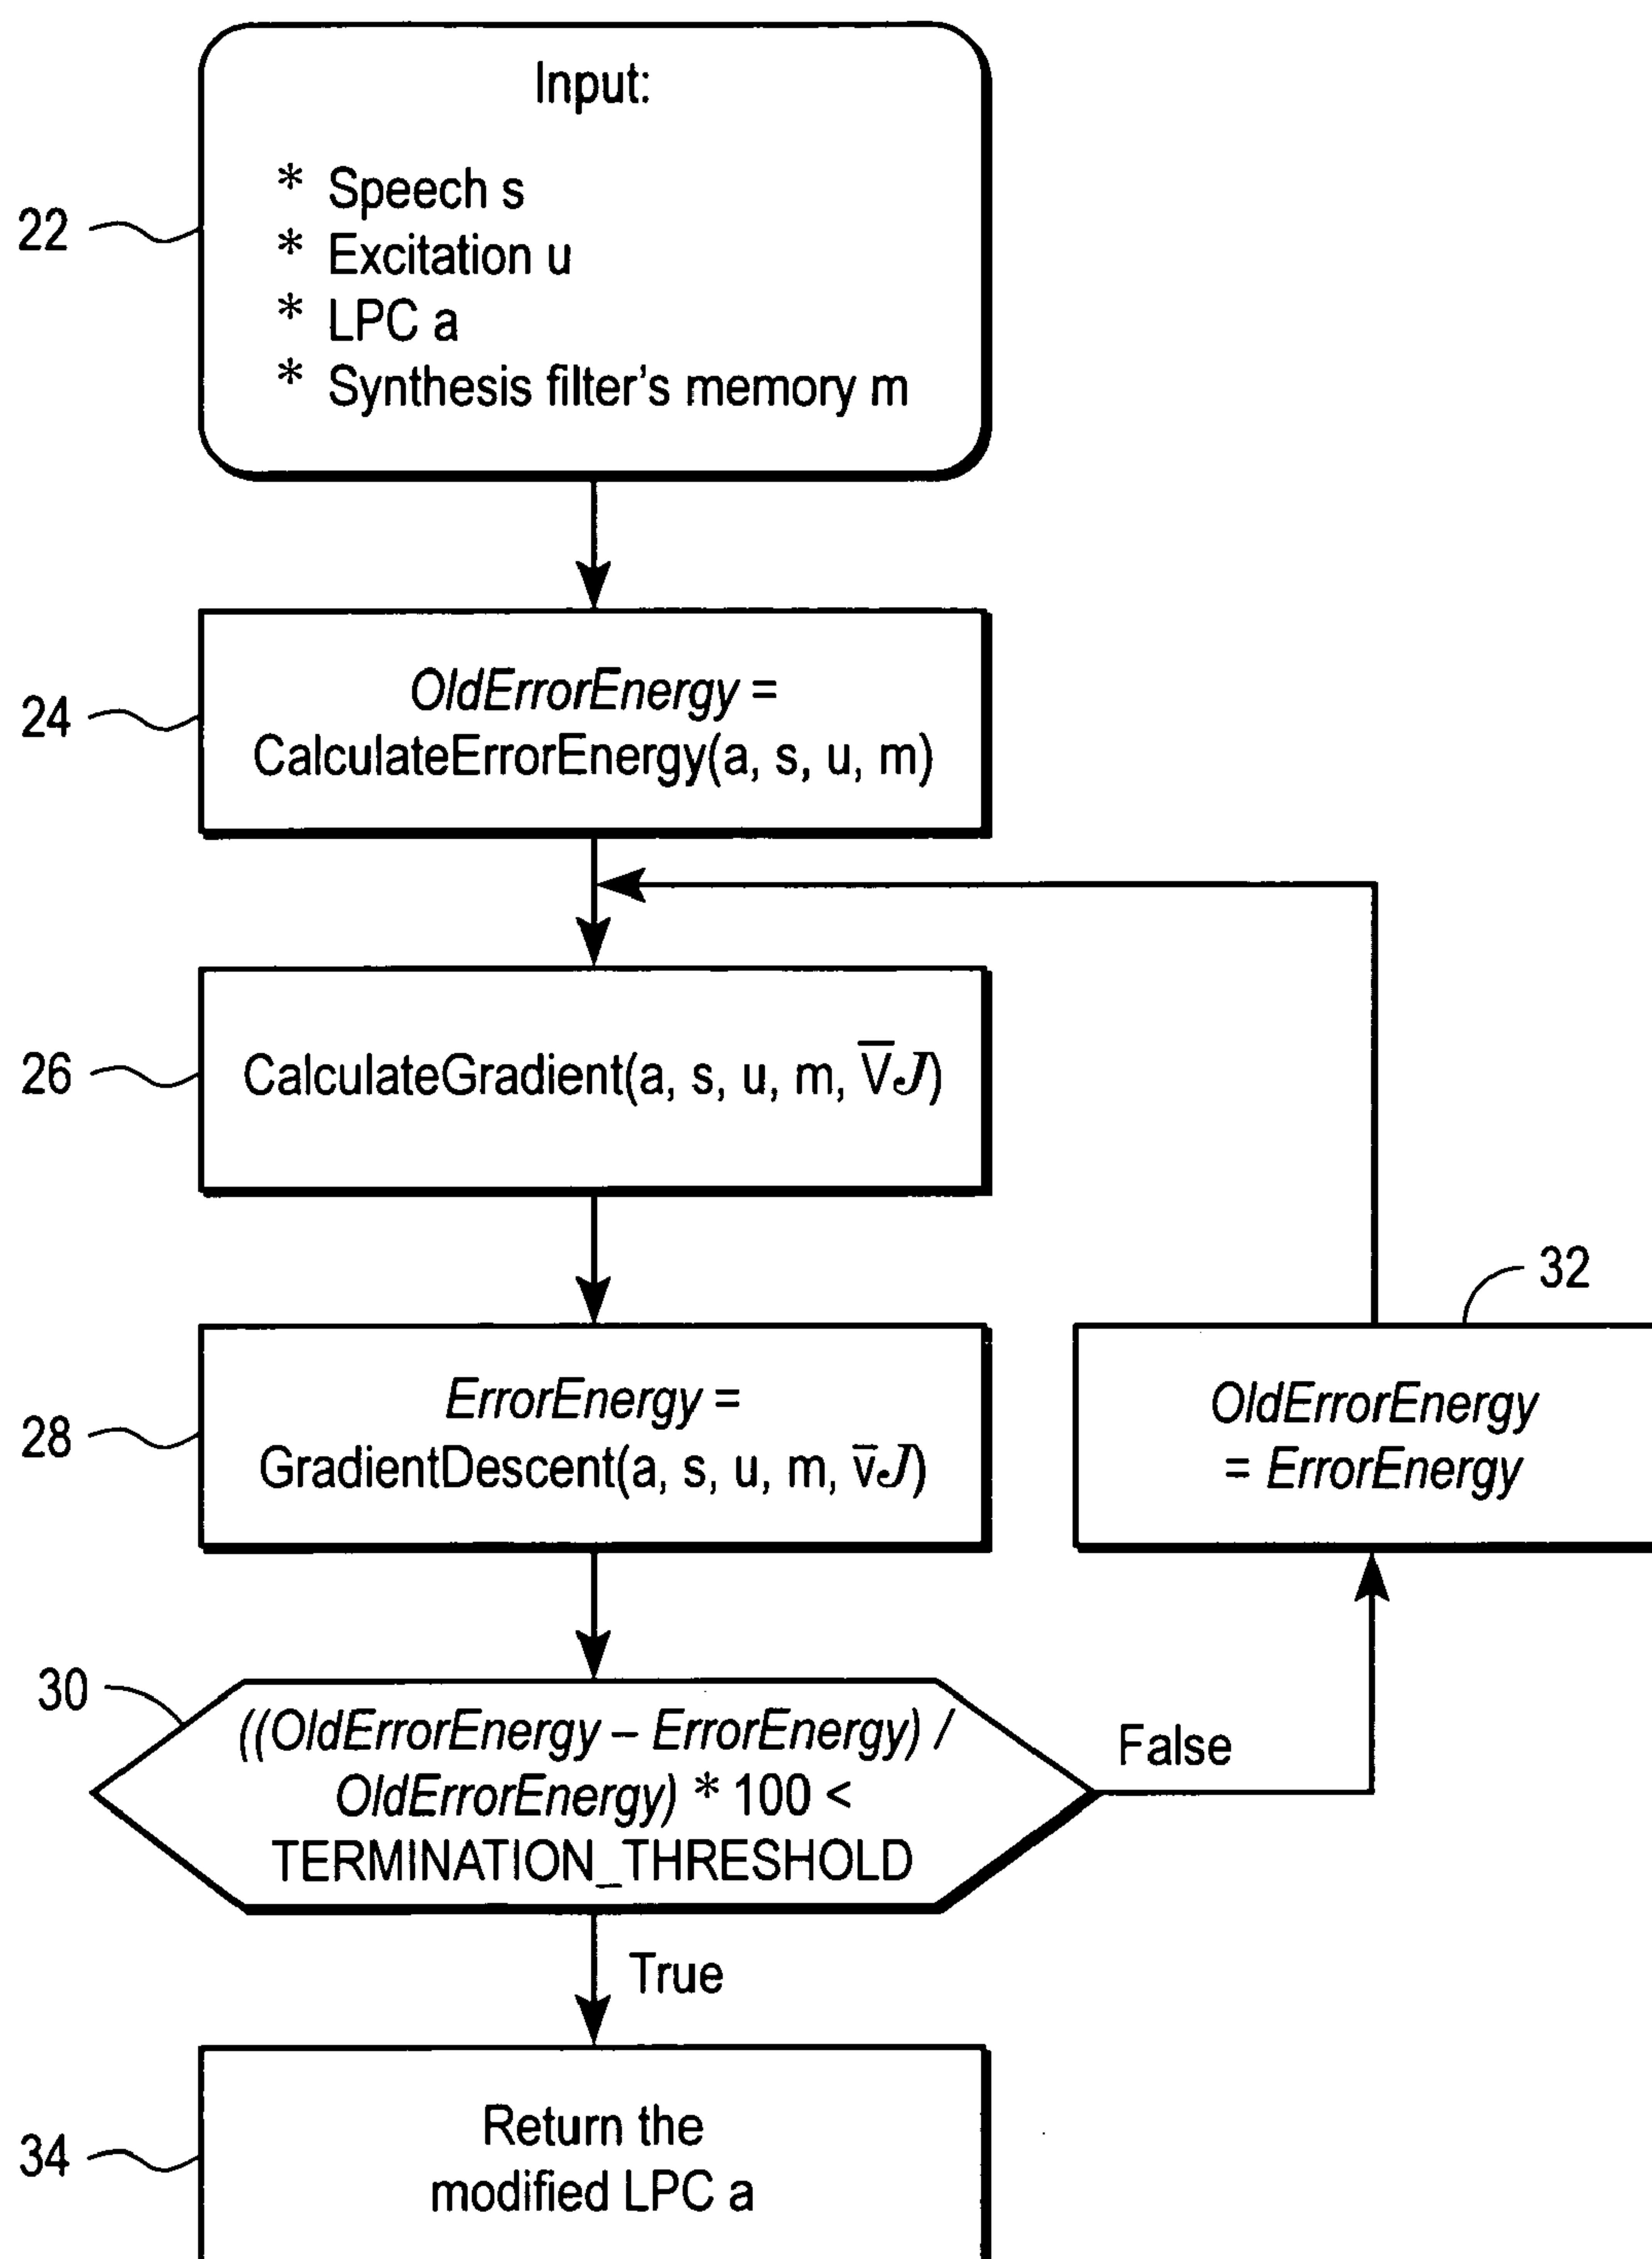 Input:
* Speech s
* Excitation u
* LPC a
* Synthesis filter's memory m
22
OldErrorEnergy =
CalculateErrorEnergy(a, s, u, m)
24
CalculateGradient(a, s, u, m, V̅J)
26
32
ErrorEnergy =
GradientDescent(a, s, u, m, v̅J)
28
OldErrorEnergy
= ErrorEnergy
30
((OldErrorEnergy – ErrorEnergy) /
OldErrorEnergy) * 100 <
TERMINATION_THRESHOLD
False
True
Return the
modified LPC a
34